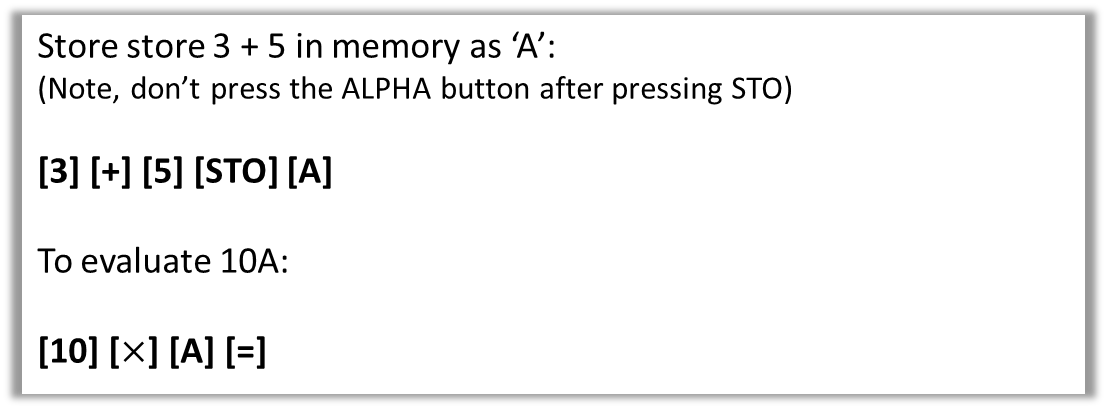 Store store 3 + 5 in memory as ‘A’:
(Note, don’t press the ALPHA button after pressing STO)
[3] [+] [5] [STO] [A]
To evaluate 10A:
[10] [×] [A] [=]